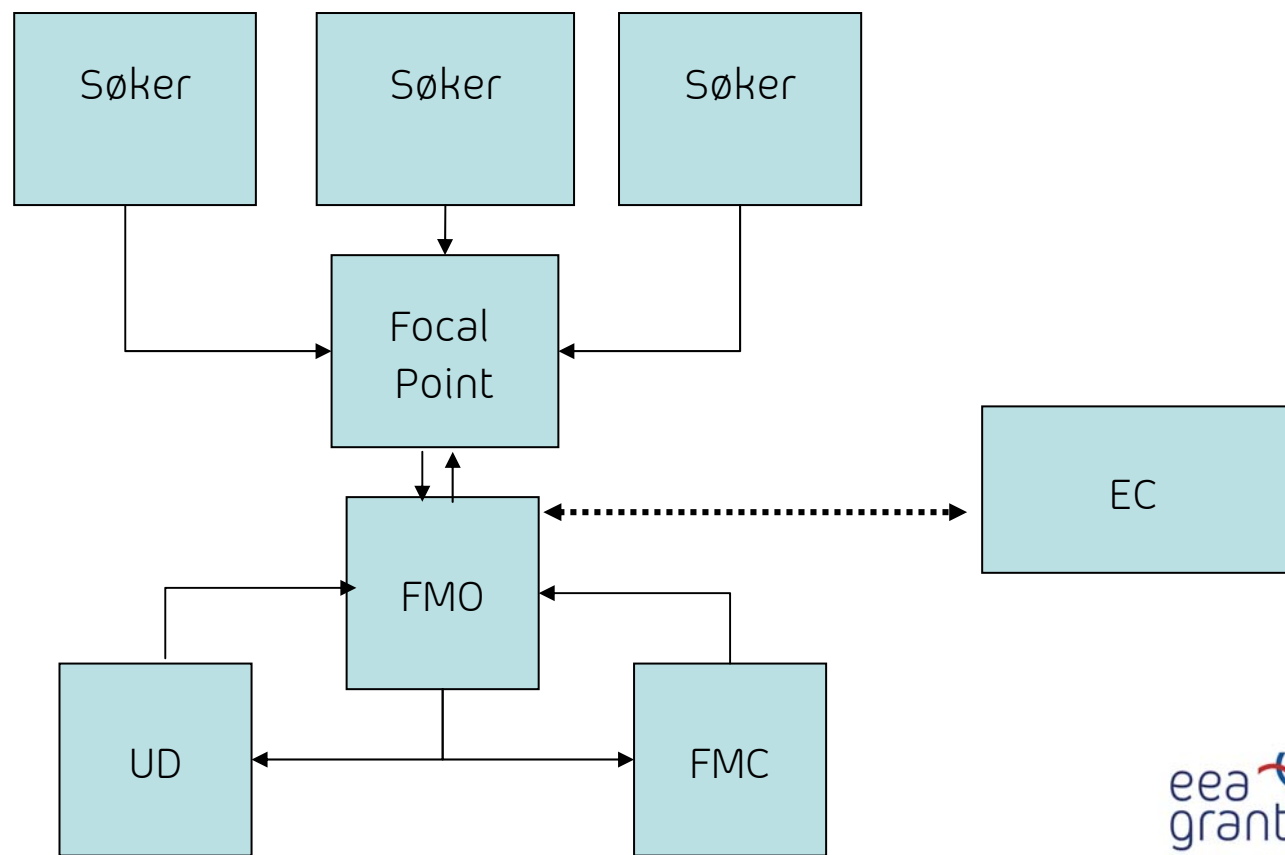 Søker
Søker
Søker
Focal
Point
EC
FMO
UD
FMC
eea
grant